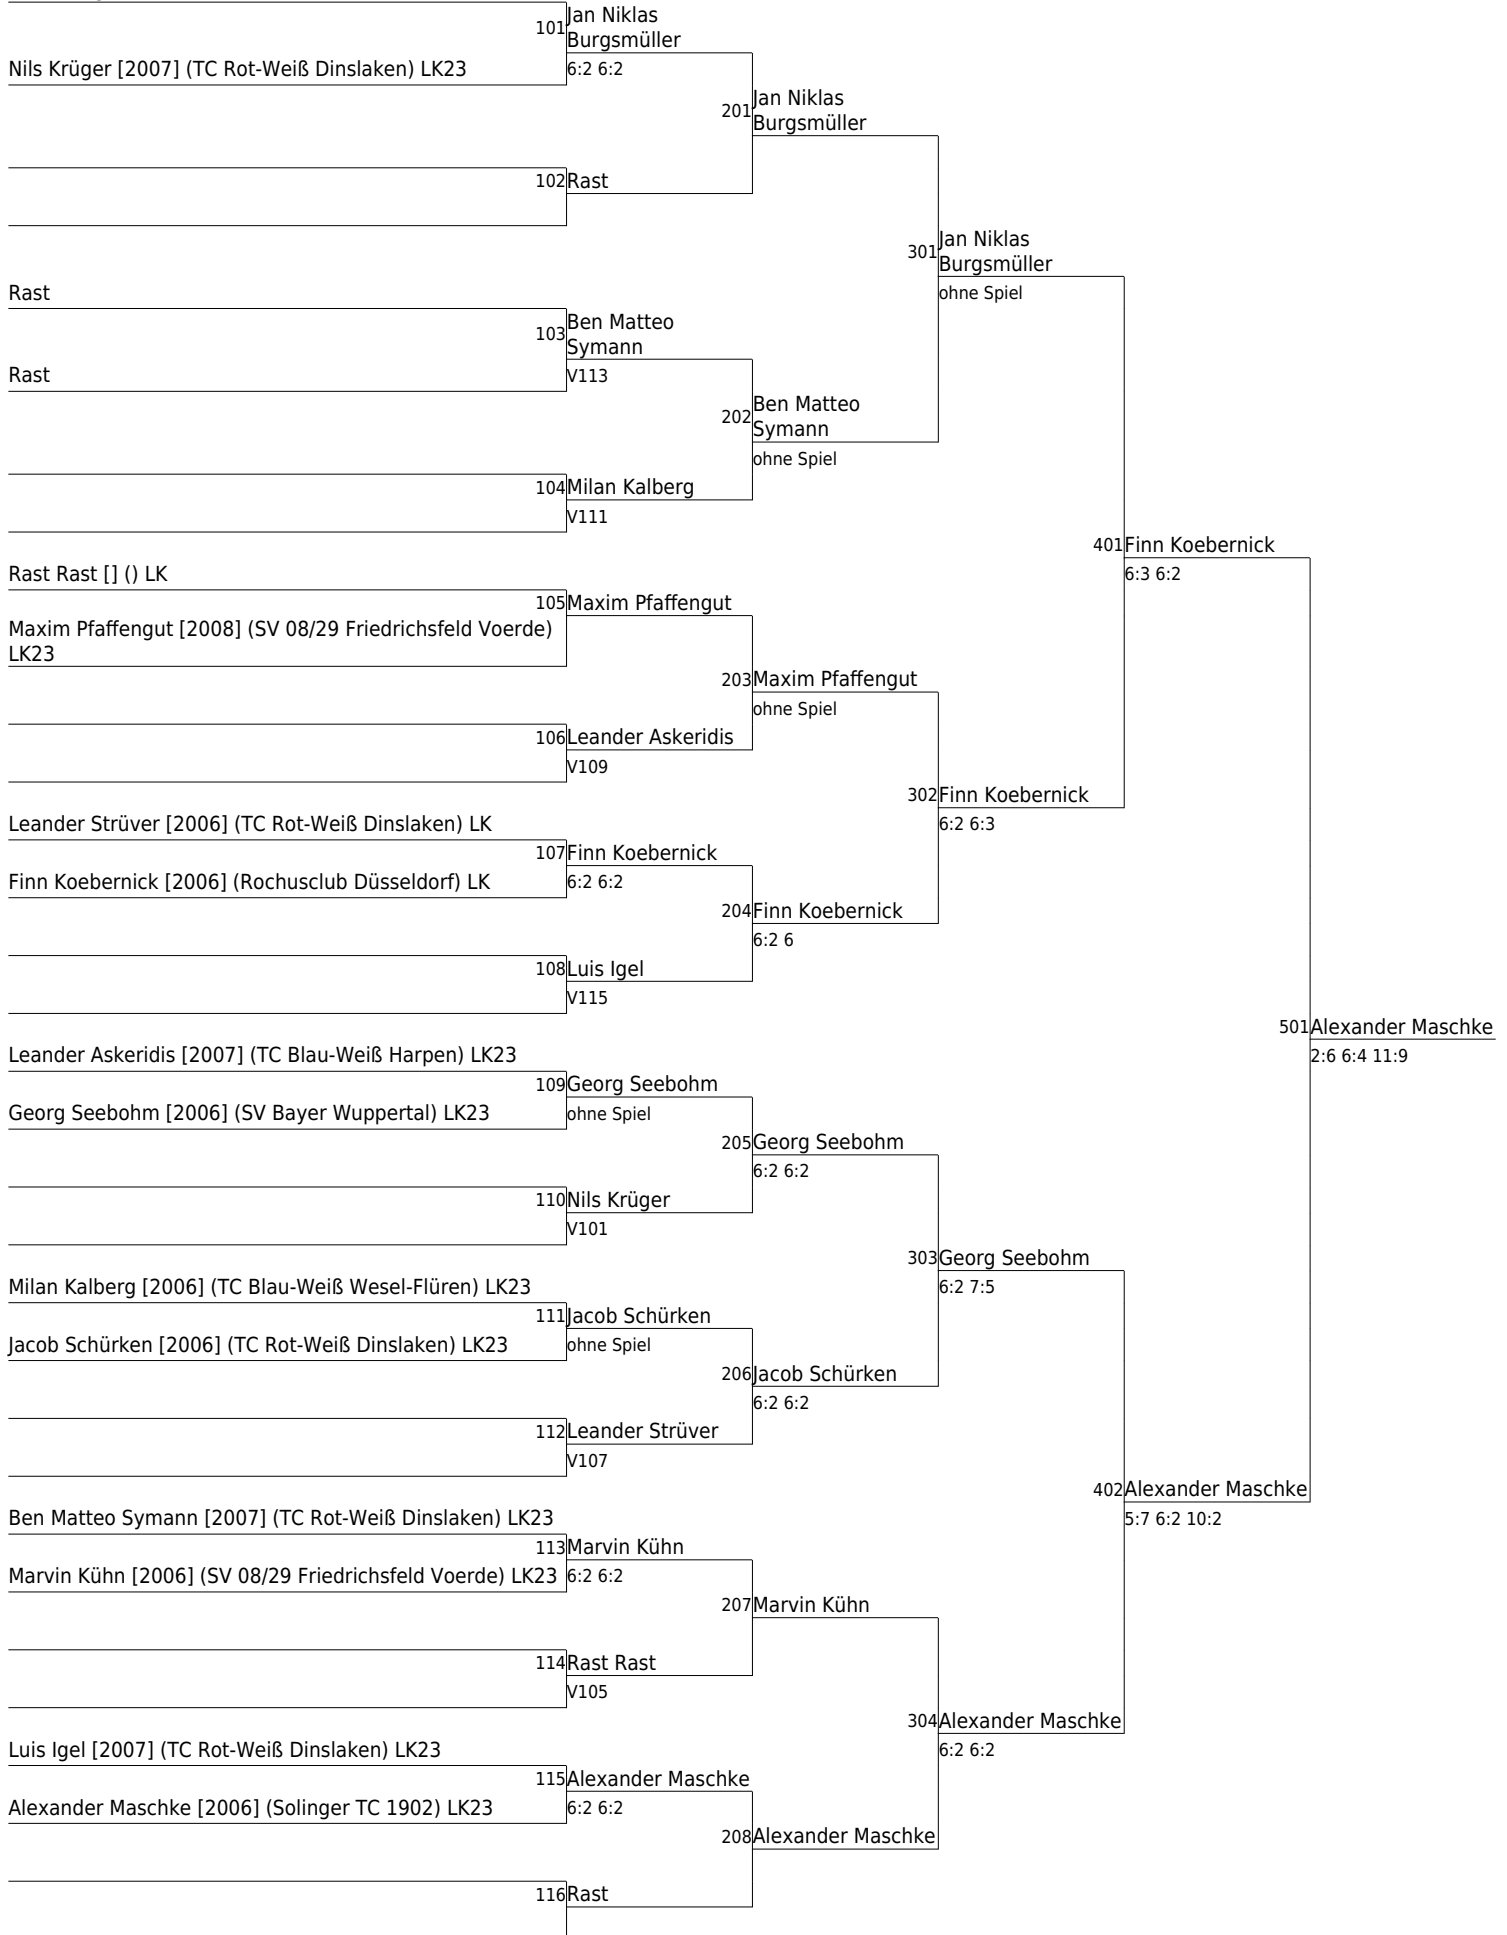 101
Jan Niklas
Burgsmüller
Nils Krüger [2007] (TC Rot-Weiß Dinslaken) LK23
6:2 6:2
201
Jan Niklas
Burgsmüller
102
Rast
301
Jan Niklas
Burgsmüller
ohne Spiel
Rast
103
Ben Matteo
Symann
Rast
V113
202
Ben Matteo
Symann
ohne Spiel
104
Milan Kalberg
V111
401
Finn Koebernick
6:3 6:2
Rast Rast [] () LK
105
Maxim Pfaffengut
Maxim Pfaffengut [2008] (SV 08/29 Friedrichsfeld Voerde)
LK23
203
Maxim Pfaffengut
ohne Spiel
106
Leander Askeridis
V109
302
Finn Koebernick
6:2 6:3
Leander Strüver [2006] (TC Rot-Weiß Dinslaken) LK
107
Finn Koebernick
Finn Koebernick [2006] (Rochusclub Düsseldorf) LK
6:2 6:2
204
Finn Koebernick
6:2 6
108
Luis Igel
V115
501
Alexander Maschke
2:6 6:4 11:9
Leander Askeridis [2007] (TC Blau-Weiß Harpen) LK23
109
Georg Seebohm
Georg Seebohm [2006] (SV Bayer Wuppertal) LK23
ohne Spiel
205
Georg Seebohm
6:2 6:2
110
Nils Krüger
V101
303
Georg Seebohm
6:2 7:5
Milan Kalberg [2006] (TC Blau-Weiß Wesel-Flüren) LK23
111
Jacob Schürken
Jacob Schürken [2006] (TC Rot-Weiß Dinslaken) LK23
ohne Spiel
206
Jacob Schürken
6:2 6:2
112
Leander Strüver
V107
402
Alexander Maschke
5:7 6:2 10:2
Ben Matteo Symann [2007] (TC Rot-Weiß Dinslaken) LK23
113
Marvin Kühn
Marvin Kühn [2006] (SV 08/29 Friedrichsfeld Voerde) LK23
6:2 6:2
207
Marvin Kühn
114
Rast Rast
V105
304
Alexander Maschke
6:2 6:2
Luis Igel [2007] (TC Rot-Weiß Dinslaken) LK23
115
Alexander Maschke
Alexander Maschke [2006] (Solinger TC 1902) LK23
6:2 6:2
208
Alexander Maschke
116
Rast